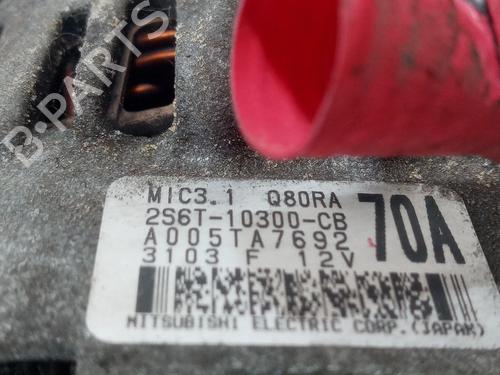 B-PARTS
MIC3.1 Q80RA
2S6T-10300-CB
70A
A005TA7692
3103 F 12V
MITSUBISHI ELECTRIC CORP.(JAPAN)